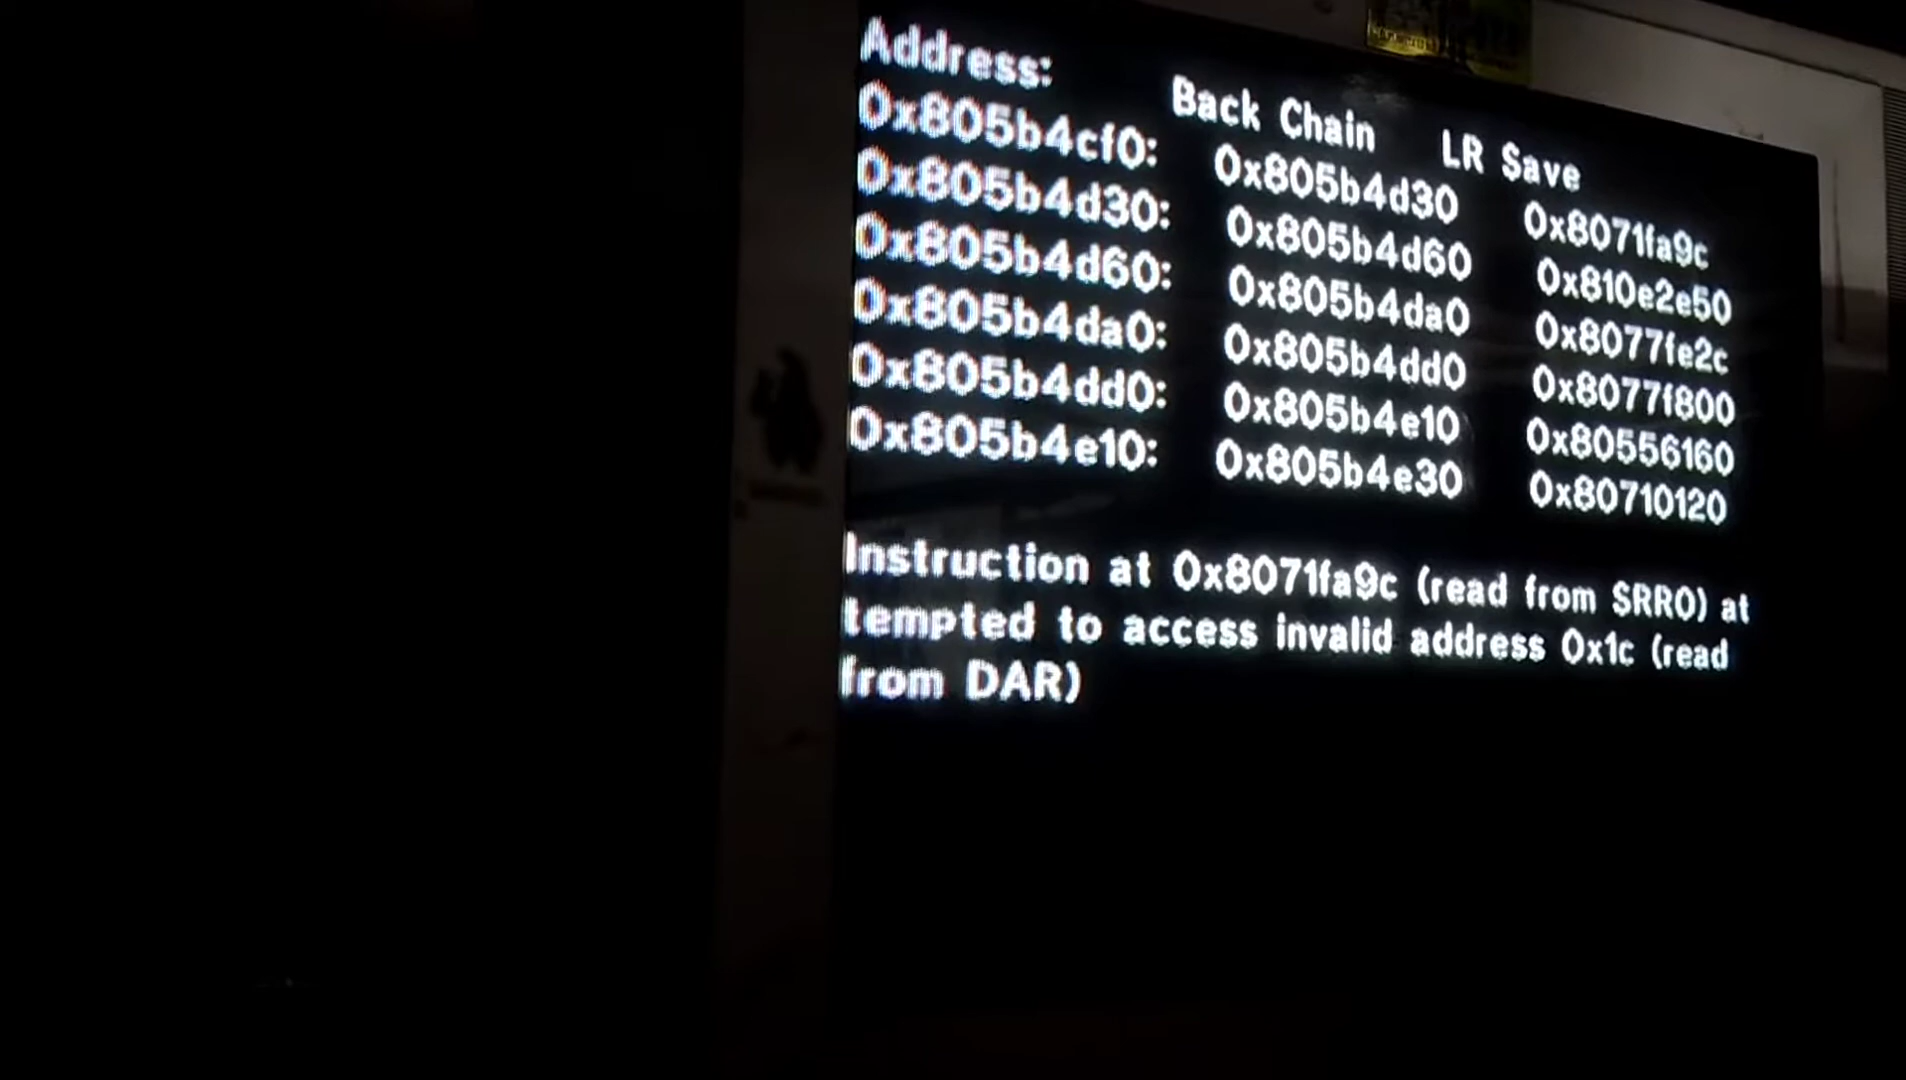 Address: Back Chain LR Save
0x805b4cf0: 0x805b4d30 0x8071fa9c
0x805b4d30: 0x805b4d60 0x810e2e50
0x805b4d60: 0x805b4da0 0x8077fe2c
0x805b4da0: 0x805b4dd0 0x8077f800
0x805b4dd0: 0x805b4e10 0x80556160
0x805b4e10: 0x805b4e30 0x80710120
Instruction at 0x8071fa9c (read from SRR0) at
tempted to access invalid address 0x1c (read
from DAR)